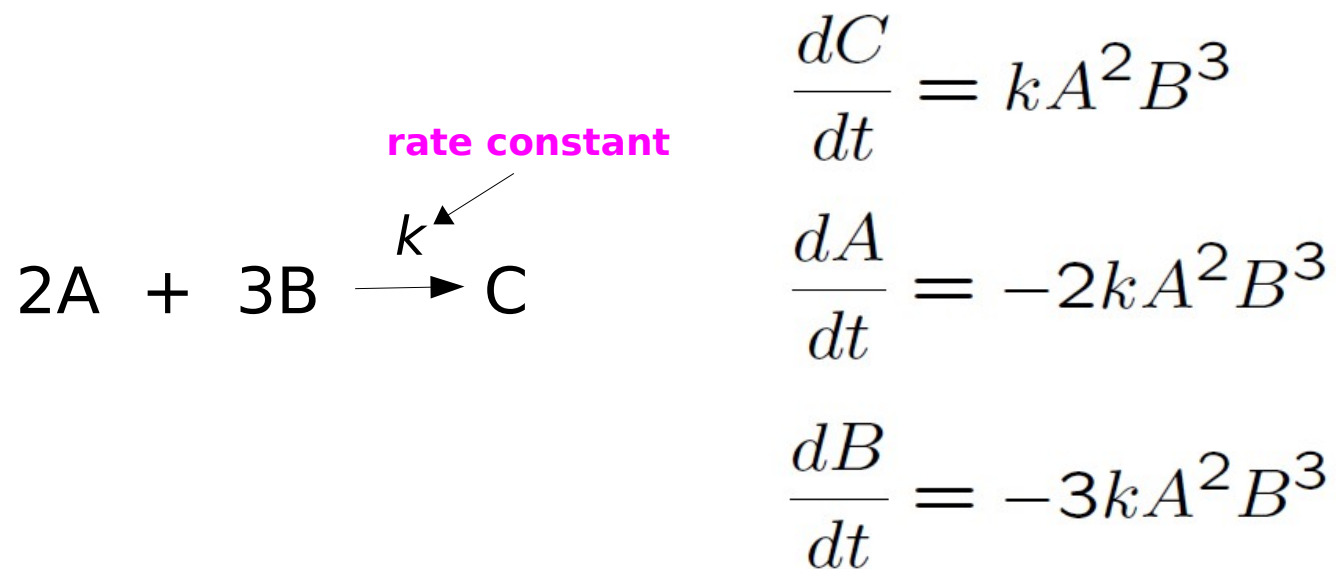 rate constant
k
2A + 3B → C
dC/dt = kA²B³
dA/dt = −2kA²B³
dB/dt = −3kA²B³